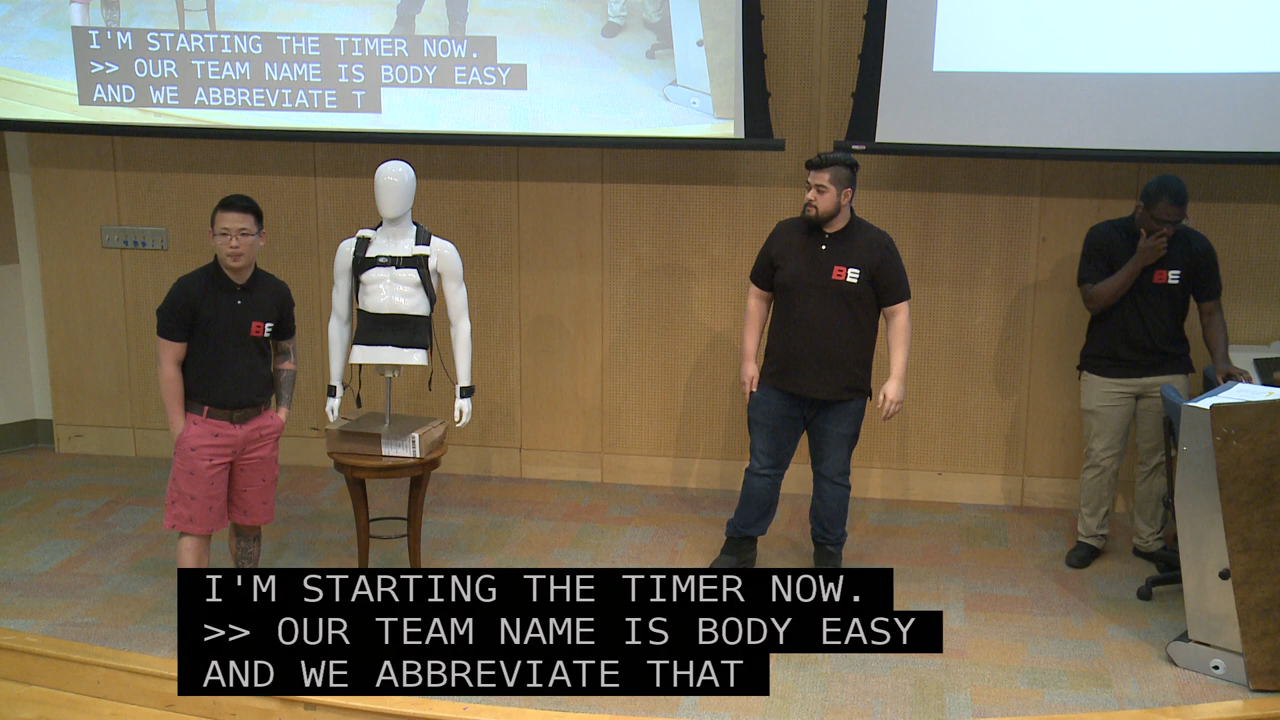 I'M STARTING THE TIMER NOW.
>> OUR TEAM NAME IS BODY EASY
AND WE ABBREVIATE T
BE
BE
BE
I'M STARTING THE TIMER NOW.
>> OUR TEAM NAME IS BODY EASY
AND WE ABBREVIATE THAT